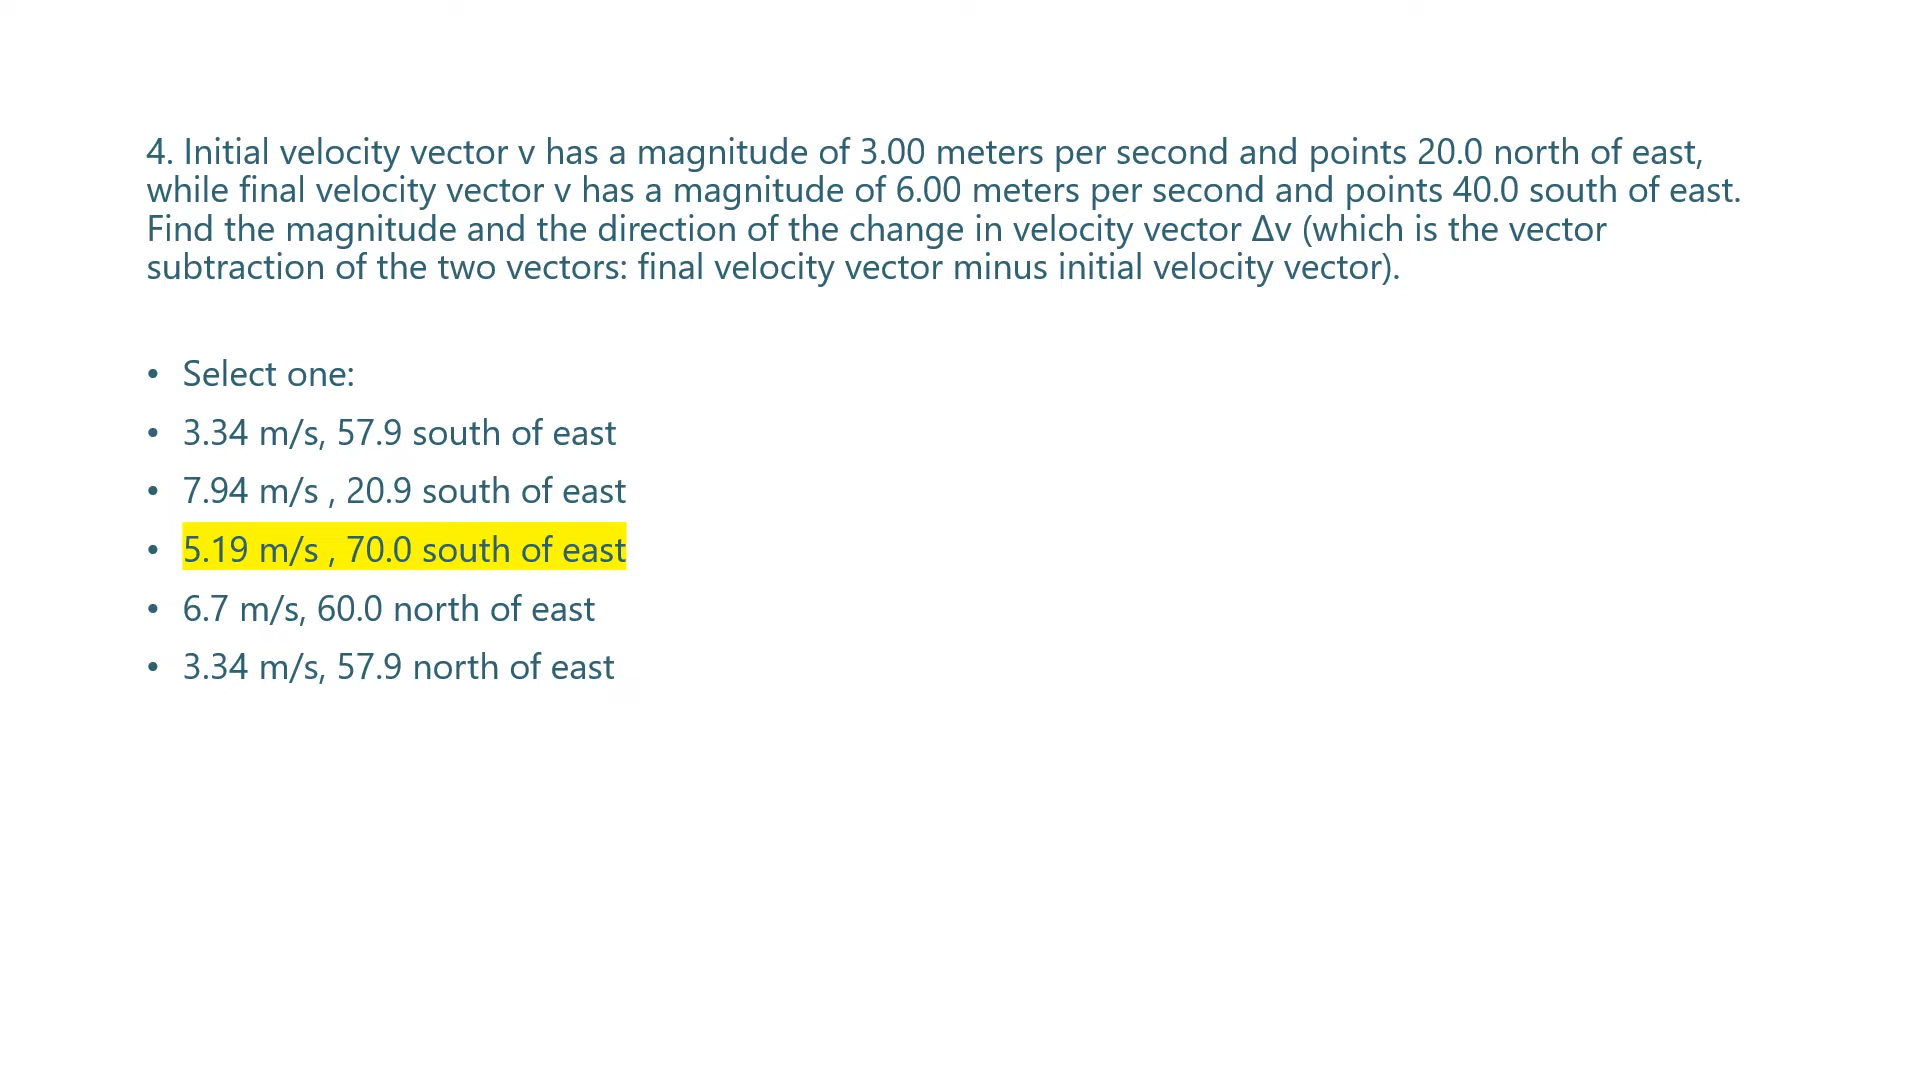 4. Initial velocity vector v has a magnitude of 3.00 meters per second and points 20.0 north of east,
while final velocity vector v has a magnitude of 6.00 meters per second and points 40.0 south of east.
Find the magnitude and the direction of the change in velocity vector Δv (which is the vector
subtraction of the two vectors: final velocity vector minus initial velocity vector).
• Select one:
• 3.34 m/s, 57.9 south of east
• 7.94 m/s , 20.9 south of east
• 5.19 m/s , 70.0 south of east
• 6.7 m/s, 60.0 north of east
• 3.34 m/s, 57.9 north of east